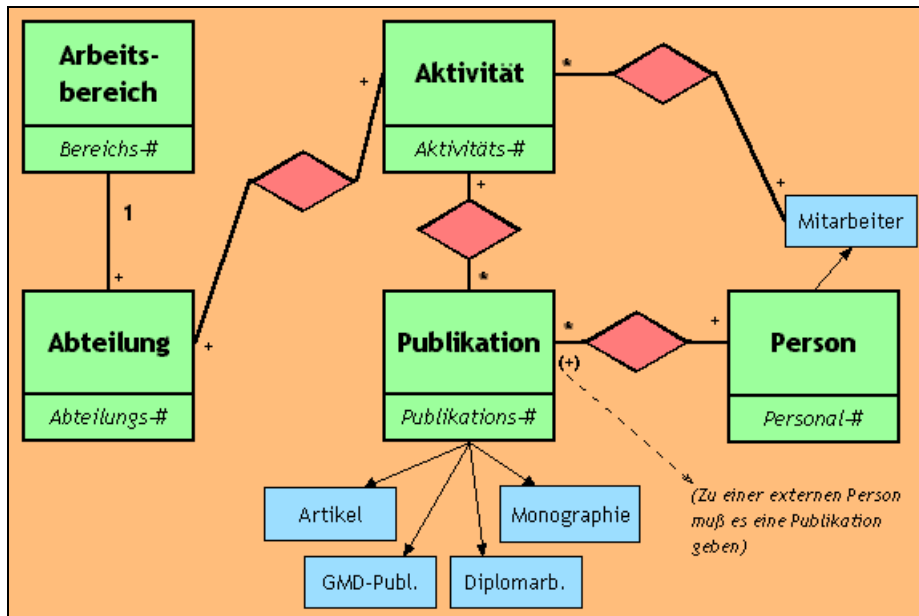 Arbeits-
bereich
Bereichs-#
1
+
Abteilung
Abteilungs-#
+
+
Aktivität
Aktivitäts-#
*
+
Mitarbeiter
+
*
Publikation
Publikations-#
*
(+)
+
Person
Personal-#
(Zu einer externen Person
muß es eine Publikation
geben)
Artikel
Monographie
GMD-Publ.
Diplomarb.